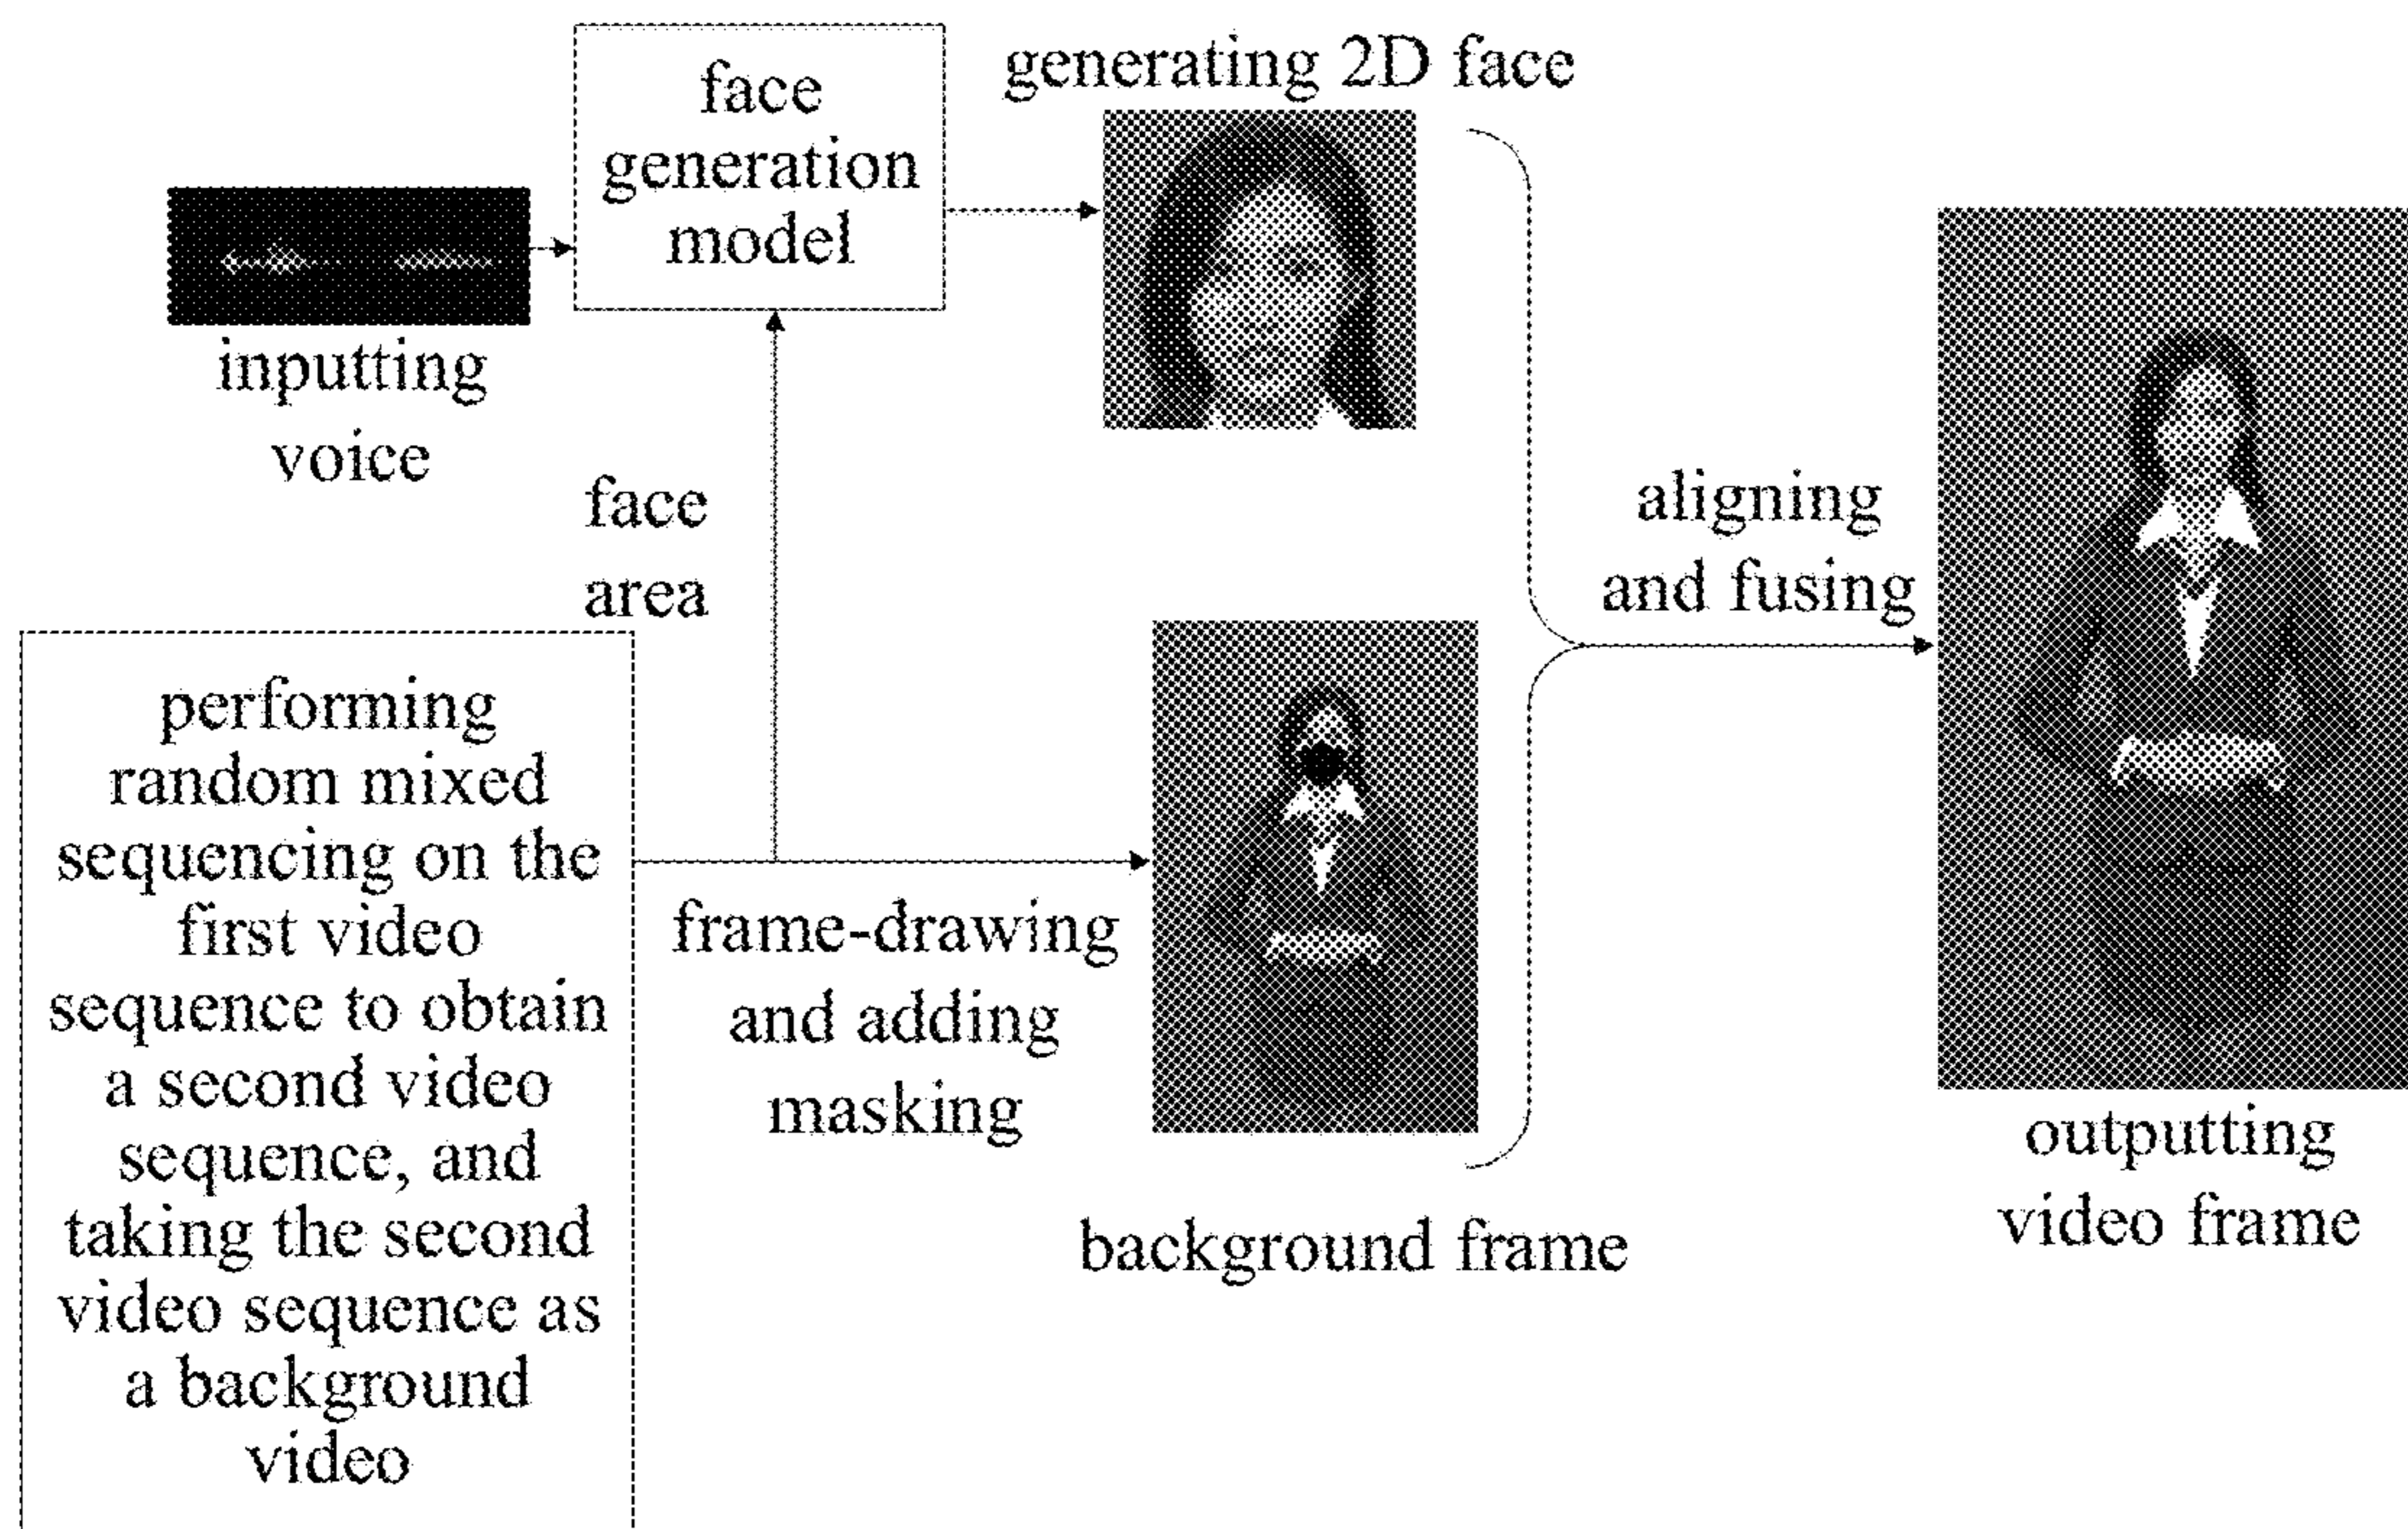 face
generation
model
generating 2D face
inputting
voice
face
area
aligning
and fusing
performing
random mixed
sequencing on the
first video
sequence to obtain
a second video
sequence, and
taking the second
video sequence as
a background
video
frame-drawing
and adding
masking
background frame
outputting
video frame